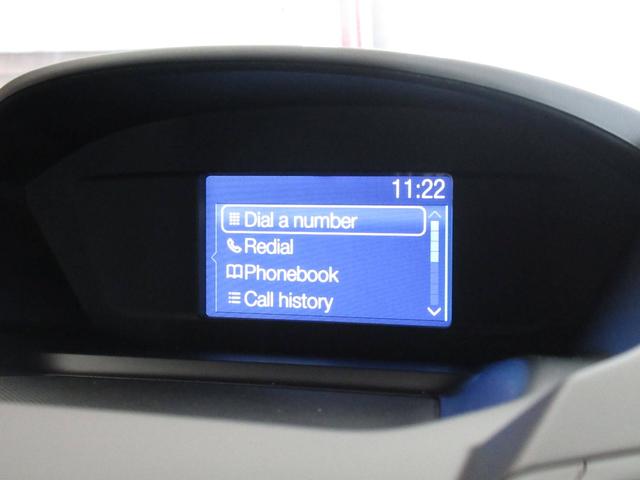 11:22
Dial a number
Redial
Phonebook
Call history